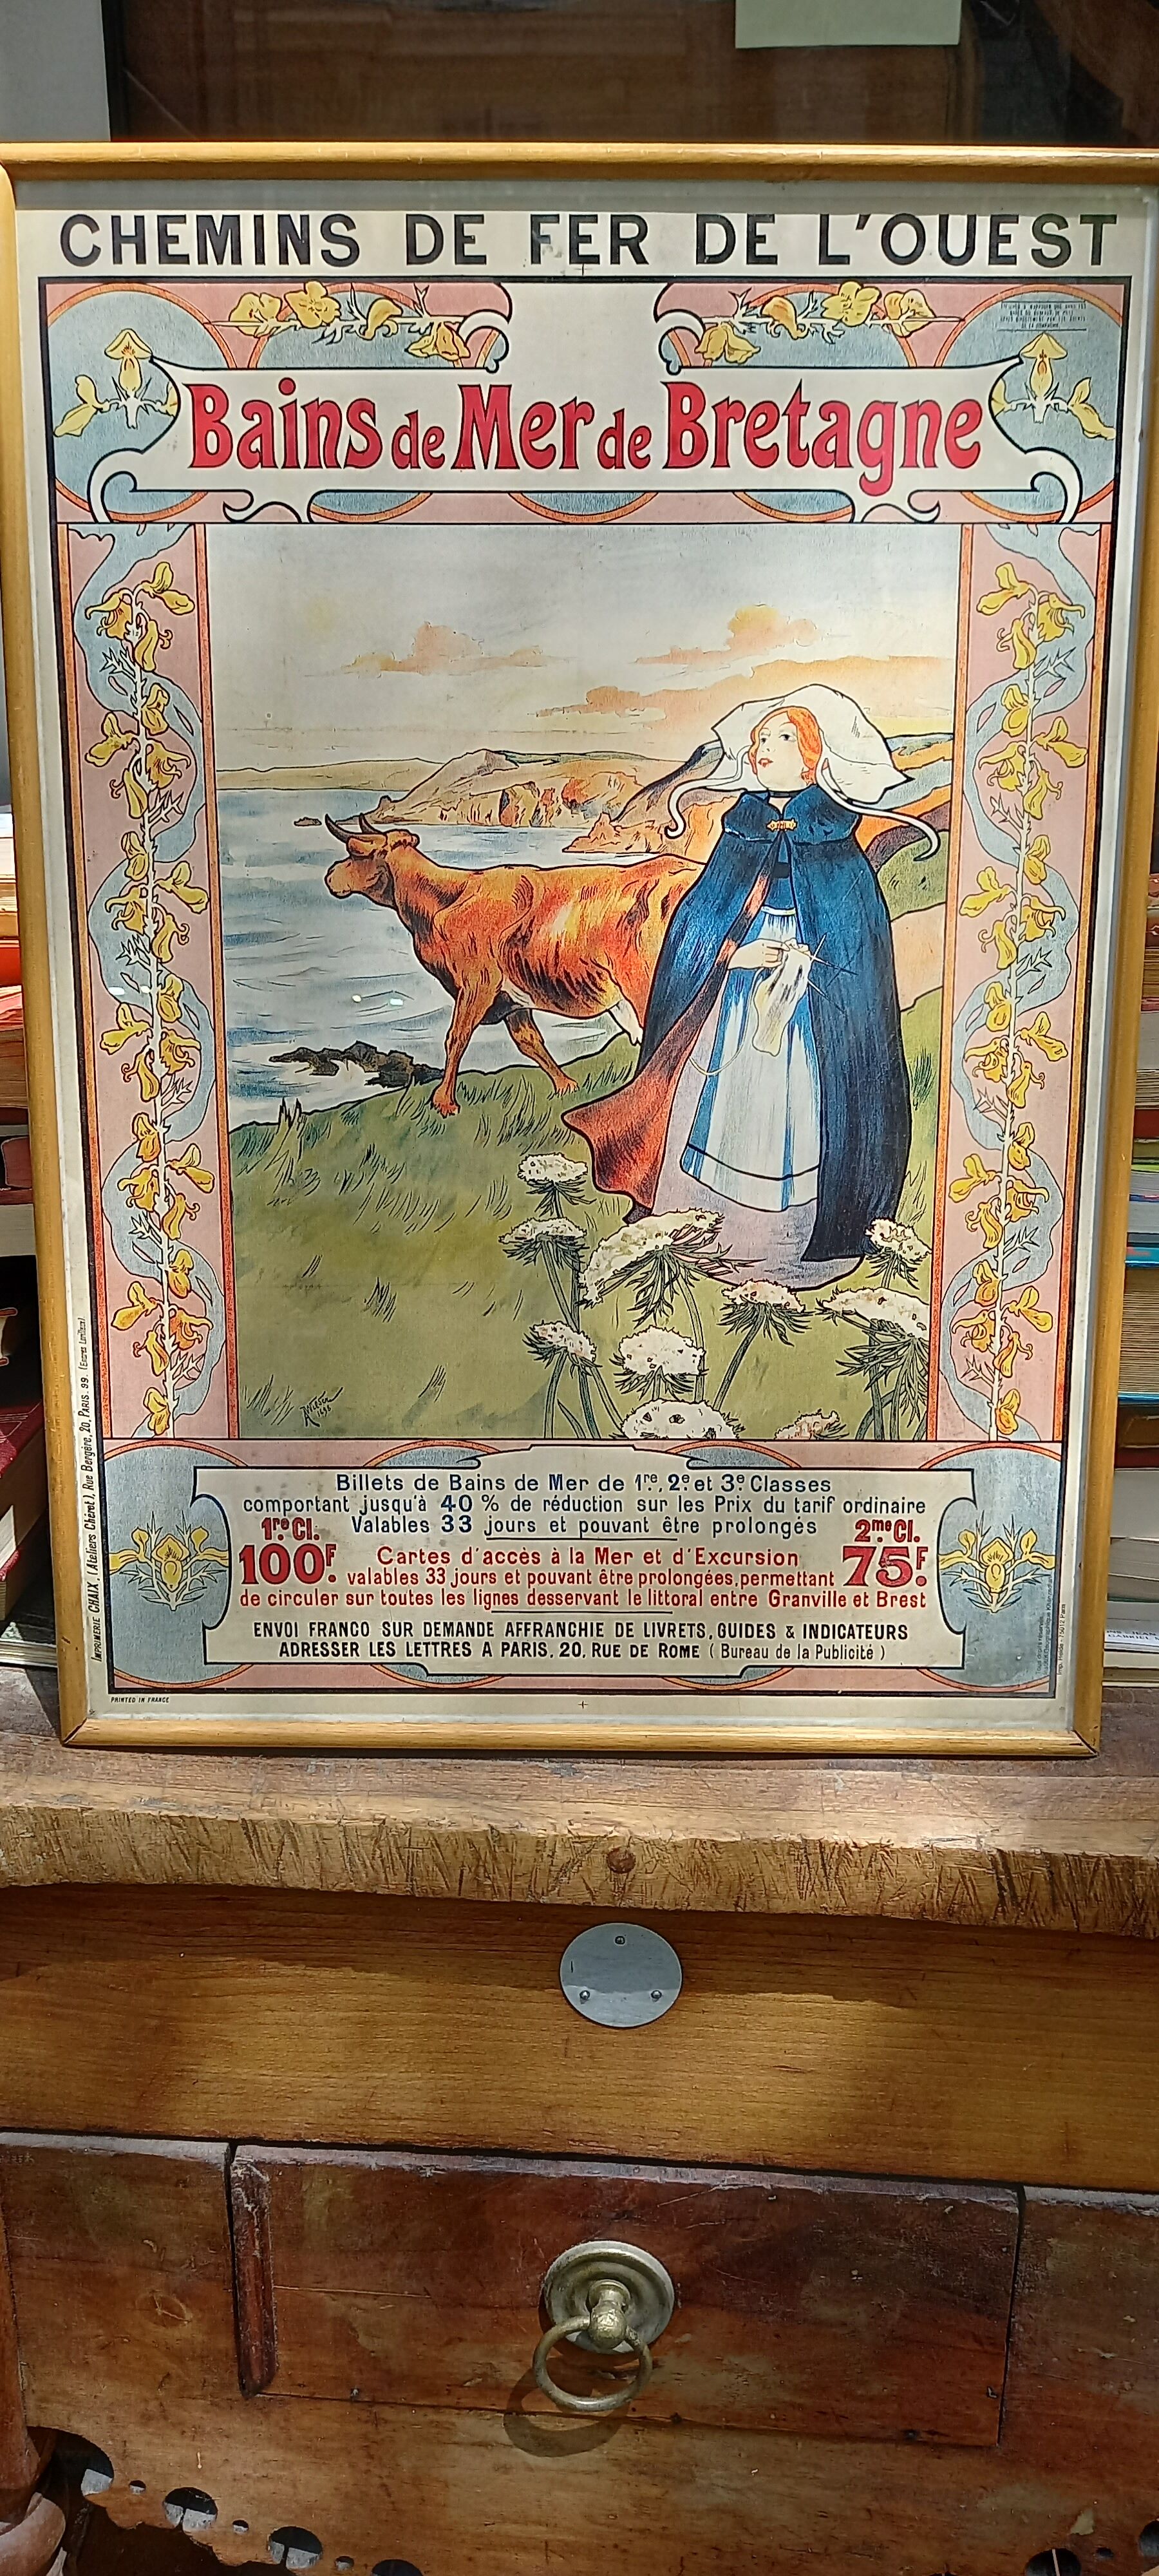 CHEMINS DE FER DE L'OUEST
Bains de Mer de Bretagne
Billets de Bains de Mer de 1re, 2e et 3e Classes
comportant jusqu'à 40 % de réduction sur les Prix du tarif ordinaire
Valables 33 jours et pouvant être prolongés
1re Cl. 100F.
2me Cl. 75F.
Cartes d'accès à la Mer et d'Excursion
valables 33 jours et pouvant être prolongées, permettant
de circuler sur toutes les lignes desservant le littoral entre Granville et Brest
ENVOI FRANCO SUR DEMANDE AFFRANCHIE DE LIVRETS, GUIDES & INDICATEURS
ADRESSER LES LETTRES A PARIS, 20, RUE DE ROME (Bureau de la Publicité)
PRINTED IN FRANCE
IMPRIMERIE CHAIX, (Ateliers Chéret), Rue Bergère, 20, PARIS. 99. (Encres Lorilleux)
1898